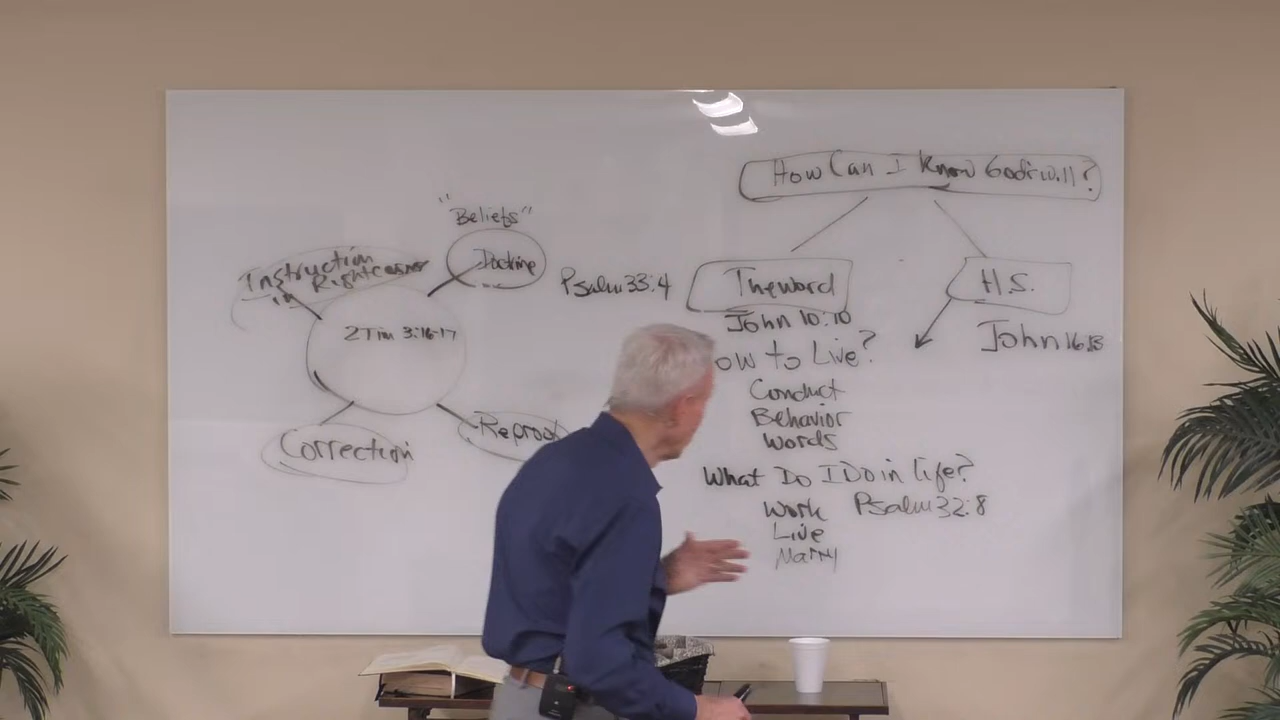 How Can I know God's will?
"Beliefs"
Doctrine
Instruction
in Righteousness
2 Tim 3:16-17
Correction
Reproof
Psalm 33:4
The word
John 10:10
ow to Live?
Conduct
Behavior
words
What Do I Do in life?
Work Psalm 32:8
Live
Marry
H.S.
John 16:13